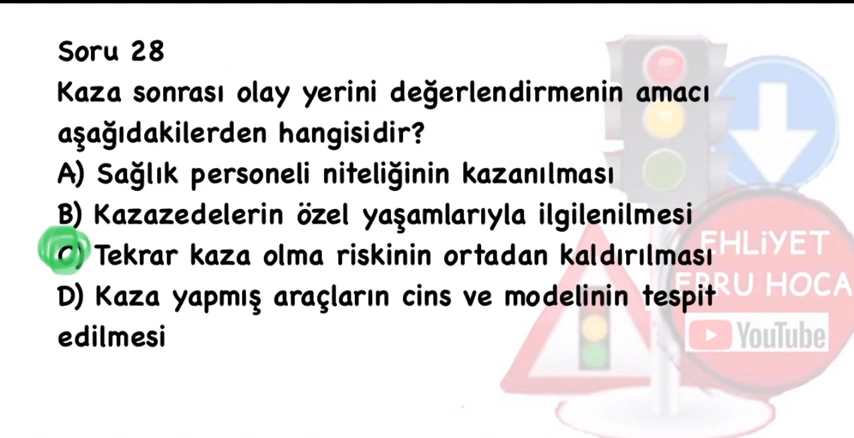 Soru 28
Kaza sonrası olay yerini değerlendirmenin amacı
aşağıdakilerden hangisidir?
A) Sağlık personeli niteliğinin kazanılması
B) Kazazedelerin özel yaşamlarıyla ilgilenilmesi
C) Tekrar kaza olma riskinin ortadan kaldırılması
D) Kaza yapmış araçların cins ve modelinin tespit
edilmesi
EHLİYET
EBRU HOCA
YouTube